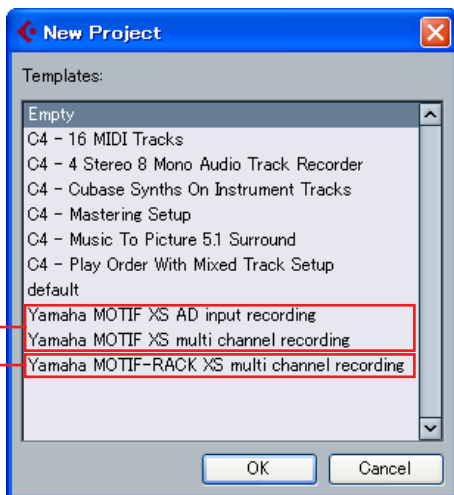 New Project
Templates:
Empty
C4 - 16 MIDI Tracks
C4 - 4 Stereo 8 Mono Audio Track Recorder
C4 - Cubase Synths On Instrument Tracks
C4 - Mastering Setup
C4 - Music To Picture 5.1 Surround
C4 - Play Order With Mixed Track Setup
default
Yamaha MOTIF XS AD input recording
Yamaha MOTIF XS multi channel recording
Yamaha MOTIF-RACK XS multi channel recording
OK Cancel